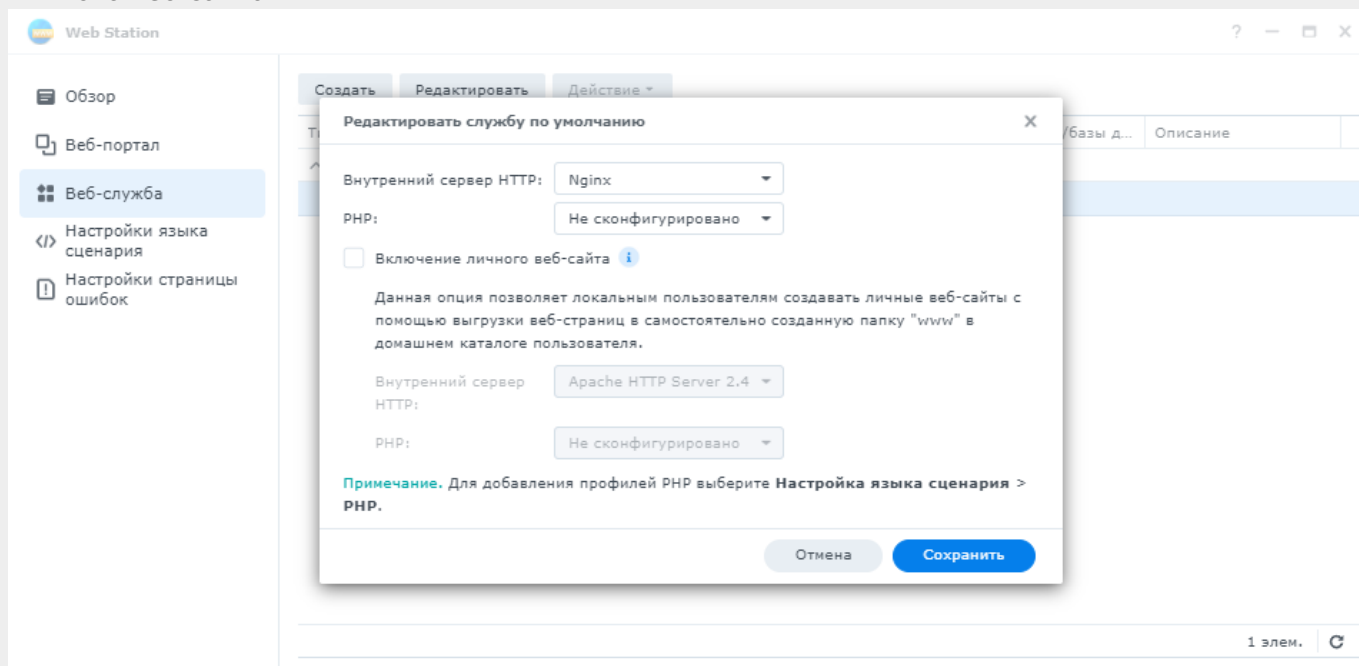 Web Station
Обзор
Веб-портал
Веб-служба
Настройки языка
сценария
Настройки страницы
ошибок
Создать Редактировать Действие
/базы д... Описание
Редактировать службу по умолчанию
Внутренний сервер HTTP: Nginx
PHP: Не сконфигурировано
Включение личного веб-сайта i
Данная опция позволяет локальным пользователям создавать личные веб-сайты с
помощью выгрузки веб-страниц в самостоятельно созданную папку "www" в
домашнем каталоге пользователя.
Внутренний сервер
HTTP:
Apache HTTP Server 2.4
PHP: Не сконфигурировано
Примечание. Для добавления профилей PHP выберите Настройка языка сценария >
PHP.
Отмена Сохранить
1 элем.